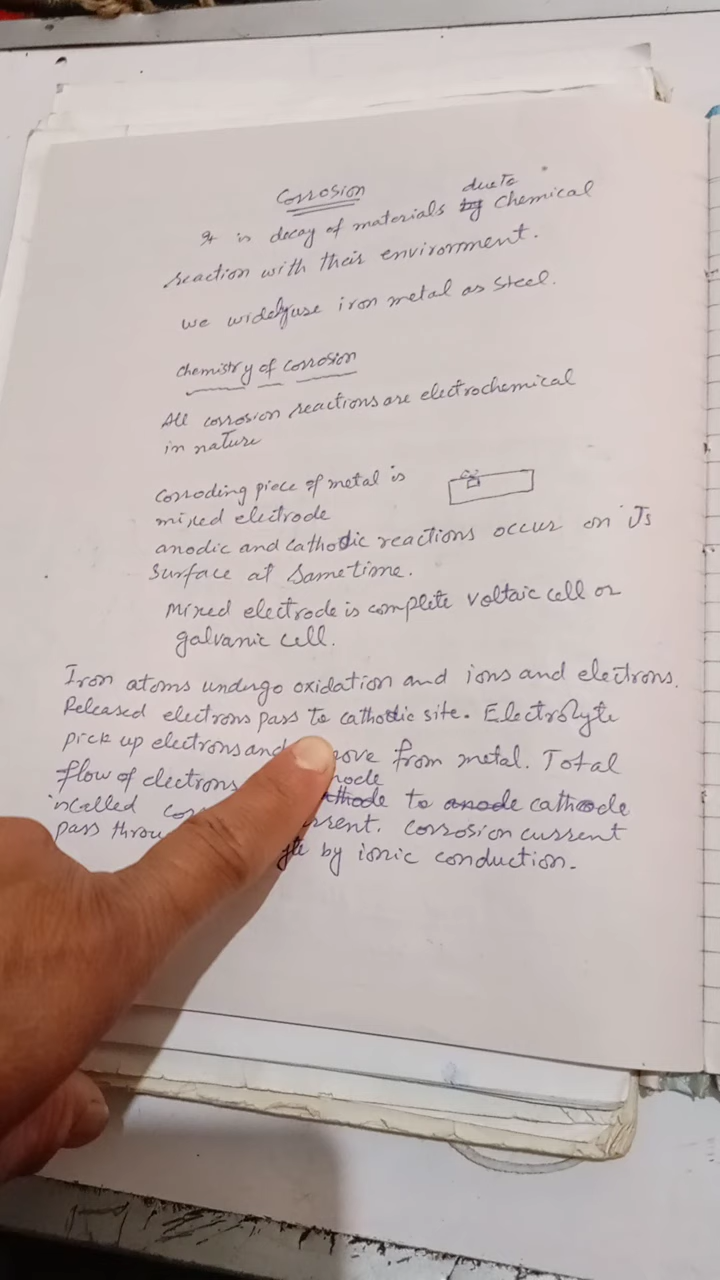 Corrosion
due to
It is decay of materials by chemical
reaction with their environment.
we widely use iron metal as steel.
chemistry of corrosion
All corrosion reactions are electrochemical
in nature
Corroding piece of metal is
mixed electrode
anodic and cathodic reactions occur on its
surface at sametime.
Mixed electrode is complete voltaic cell or
galvanic cell.
Iron atoms undergo oxidation and ions and electrons.
Released electrons pass to cathodic site. Electrolyte
pick up electrons and from metal. Total
flow of electrons
is called cathode to anode cathode
pass current. Corrosion current
by ionic conduction.